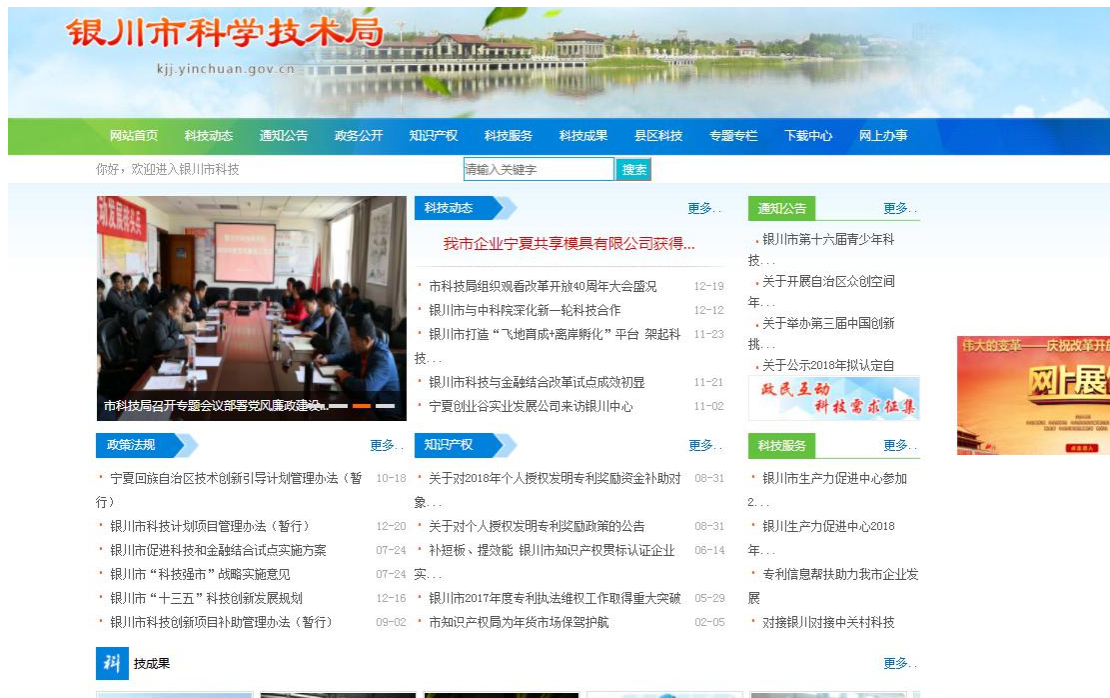 银川市科学技术局
kjj.yinchuan.gov.cn
网站首页 科技动态 通知公告 政务公开 知识产权 科技服务 科技成果 县区科技 专题专栏 下载中心 网上办事
你好，欢迎进入银川市科技
请输入关键字 搜索
市科技局召开专题会议部署党风廉政建设..
科技动态 更多..
我市企业宁夏共享模具有限公司获得...
市科技局组织观看改革开放40周年大会盛况 12-19
银川市与中科院深化新一轮科技合作 12-12
银川市打造“飞地育成+离岸孵化”平台 架起科 11-23
技...
银川市科技与金融结合改革试点成效初显 11-21
宁夏创业谷实业发展公司来访银川中心 11-02
通知公告 更多..
银川市第十六届青少年科
技...
关于开展自治区众创空间
年...
关于举办第三届中国创新
挑...
关于公示2018年拟认定自
政民互动
科技需求征集
伟大的变革——庆祝改革开放
网上展馆
点击进入
政策法规 更多..
宁夏回族自治区技术创新引导计划管理办法（暂 10-18
行）
银川市科技计划项目管理办法（暂行） 12-20
银川市促进科技和金融结合试点实施方案 07-24
银川市“科技强市”战略实施意见 07-24
银川市“十三五”科技创新发展规划 12-16
银川市科技创新项目补助管理办法（暂行） 09-02
知识产权 更多..
关于对2018年个人授权发明专利奖励资金补助对 08-31
象...
关于对个人授权发明专利奖励政策的公告 08-31
补短板、提效能 银川市知识产权贯标认证企业 06-14
实...
银川市2017年度专利执法维权工作取得重大突破 05-29
市知识产权局为年货市场保驾护航 02-05
科技服务 更多..
银川市生产力促进中心参加
2...
银川生产力促进中心2018
年...
专利信息帮扶助力我市企业发
展
对接银川对接中关村科技
科技成果 更多..